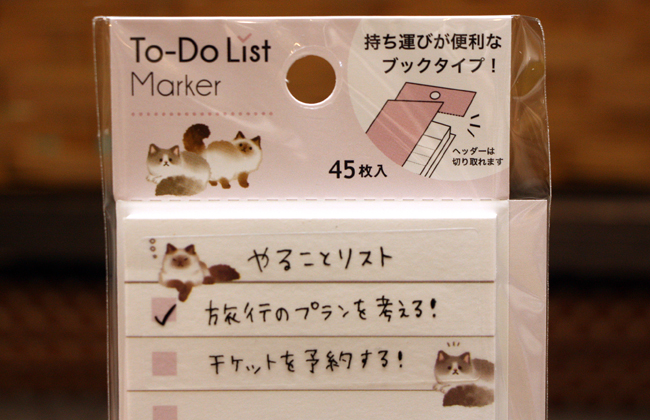 To-Do List
Marker
持ち運びが便利な
ブックタイプ！
ヘッダーは
切り取れます
45枚入
やることリスト
旅行のプランを考える！
チケットを予約する！